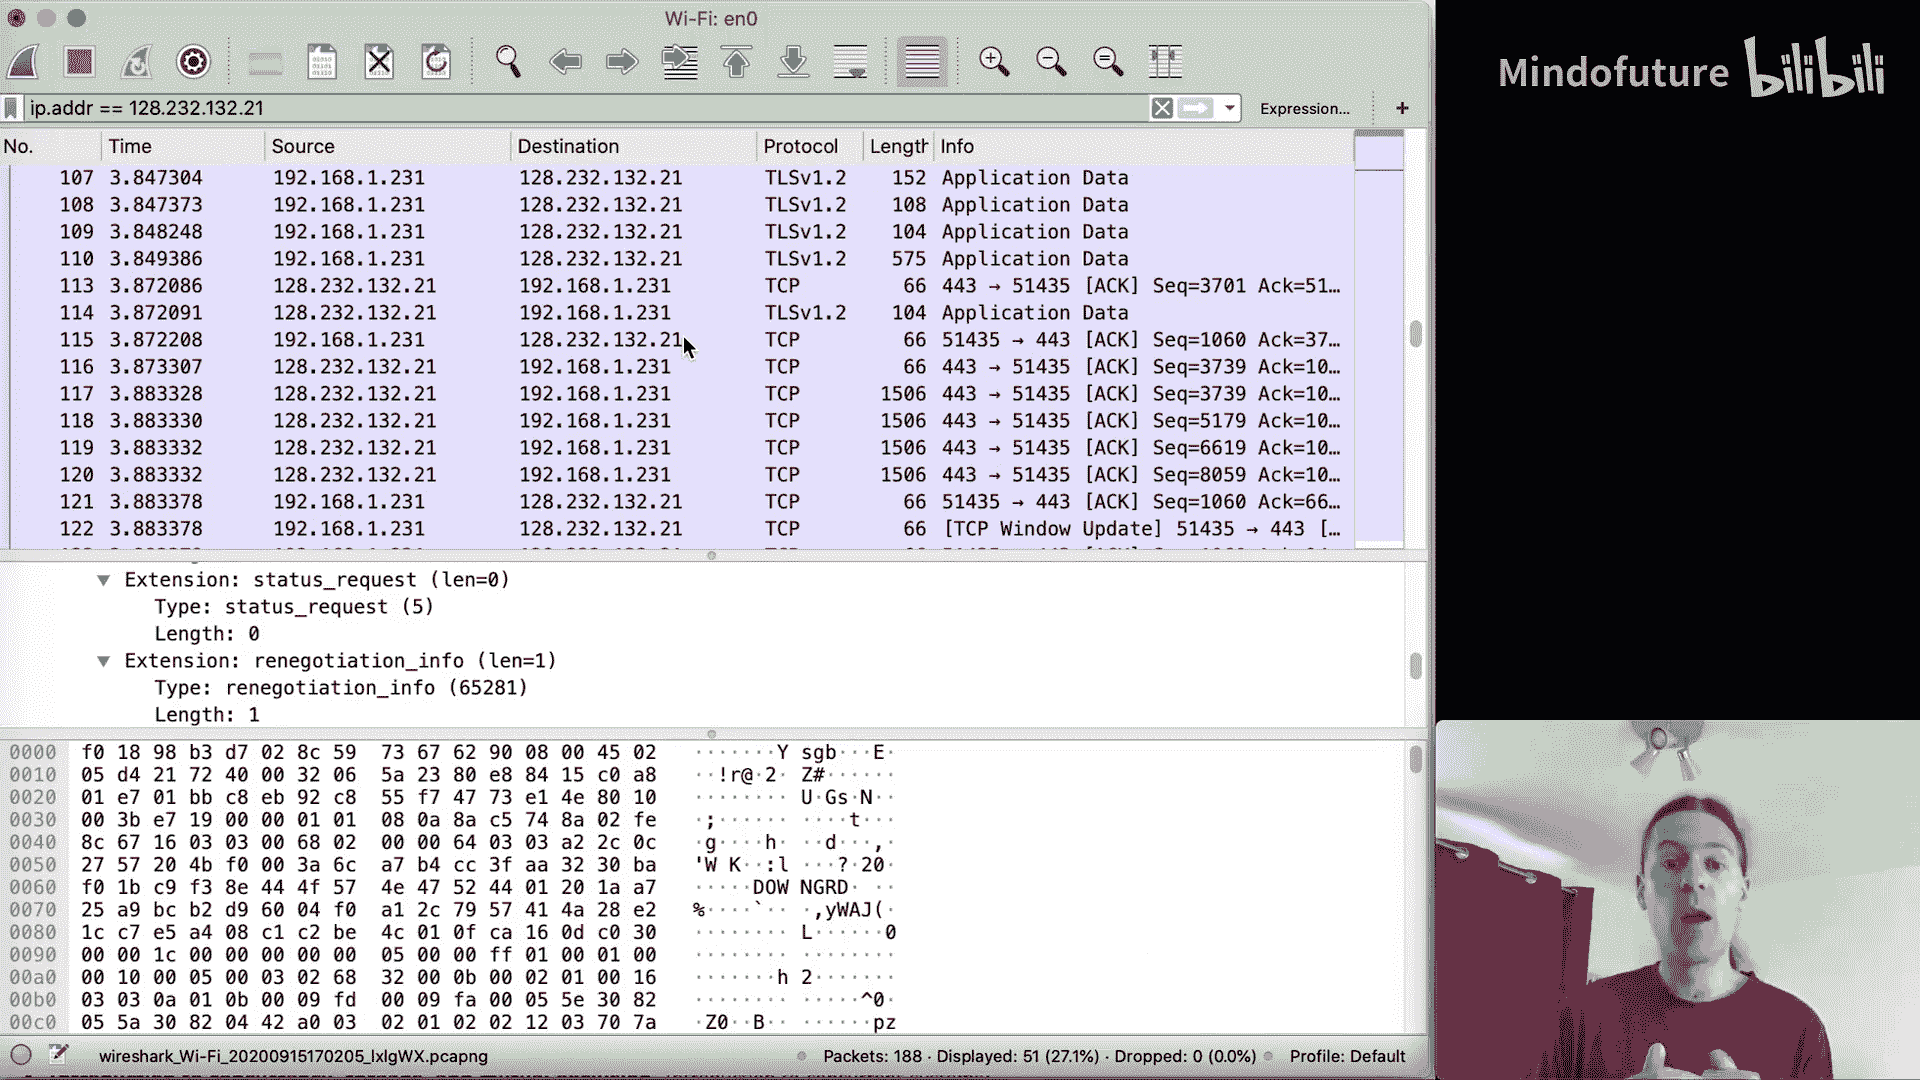 Wi-Fi: en0
Mindofuture bilibili
ip.addr == 128.232.132.21
Expression...
+
No. Time Source Destination Protocol Length Info
107 3.847304 192.168.1.231 128.232.132.21 TLSv1.2 152 Application Data
108 3.847373 192.168.1.231 128.232.132.21 TLSv1.2 108 Application Data
109 3.848248 192.168.1.231 128.232.132.21 TLSv1.2 104 Application Data
110 3.849386 192.168.1.231 128.232.132.21 TLSv1.2 575 Application Data
113 3.872086 128.232.132.21 192.168.1.231 TCP 66 443 → 51435 [ACK] Seq=3701 Ack=51…
114 3.872091 128.232.132.21 192.168.1.231 TLSv1.2 104 Application Data
115 3.872208 192.168.1.231 128.232.132.21 TCP 66 51435 → 443 [ACK] Seq=1060 Ack=37…
116 3.873307 128.232.132.21 192.168.1.231 TCP 66 443 → 51435 [ACK] Seq=3739 Ack=10…
117 3.883328 128.232.132.21 192.168.1.231 TCP 1506 443 → 51435 [ACK] Seq=3739 Ack=10…
118 3.883330 128.232.132.21 192.168.1.231 TCP 1506 443 → 51435 [ACK] Seq=5179 Ack=10…
119 3.883332 128.232.132.21 192.168.1.231 TCP 1506 443 → 51435 [ACK] Seq=6619 Ack=10…
120 3.883332 128.232.132.21 192.168.1.231 TCP 1506 443 → 51435 [ACK] Seq=8059 Ack=10…
121 3.883378 192.168.1.231 128.232.132.21 TCP 66 51435 → 443 [ACK] Seq=1060 Ack=66…
122 3.883378 192.168.1.231 128.232.132.21 TCP 66 [TCP Window Update] 51435 → 443 […
Extension: status_request (len=0)
Type: status_request (5)
Length: 0
Extension: renegotiation_info (len=1)
Type: renegotiation_info (65281)
Length: 1
0000 f0 18 98 b3 d7 02 8c 59 73 67 62 90 08 00 45 02 ·······Y sgb···E·
0010 05 d4 21 72 40 00 32 06 5a 23 80 e8 84 15 c0 a8 ··!r@·2· Z#······
0020 01 e7 01 bb c8 eb 92 c8 55 f7 47 73 e1 4e 80 10 ········ U·Gs·N··
0030 00 3b e7 19 00 00 01 01 08 0a 8a c5 74 8a 02 fe ·;······ ····t···
0040 8c 67 16 03 03 00 68 02 00 00 64 03 03 a2 2c 0c ·g····h· ··d···,·
0050 27 57 20 4b f0 00 3a 6c a7 b4 cc 3f aa 32 30 ba 'W K··:l ···?·20·
0060 f0 1b c9 f3 8e 44 4f 57 4e 47 52 44 01 20 1a a7 ·····DOW NGRD· ··
0070 25 a9 bc b2 d9 60 04 f0 a1 2c 79 57 41 4a 28 e2 %····`·· ·,yWAJ(·
0080 1c c7 e5 a4 08 c1 c2 be 4c 01 0f ca 16 0d c0 30 ········ L······0
0090 00 00 1c 00 00 00 00 00 05 00 00 ff 01 00 01 00 ········ ········
00a0 00 10 00 05 00 03 02 68 32 00 0b 00 02 01 00 16 ·······h 2·······
00b0 03 03 0a 01 0b 00 09 fd 00 09 fa 00 05 5e 30 82 ········ ·····^0·
00c0 05 5a 30 82 04 42 a0 03 02 01 02 02 12 03 70 7a ·Z0··B·· ······pz
wireshark_Wi-Fi_20200915170205_lxlgWX.pcapng
Packets: 188 · Displayed: 51 (27.1%) · Dropped: 0 (0.0%)
Profile: Default